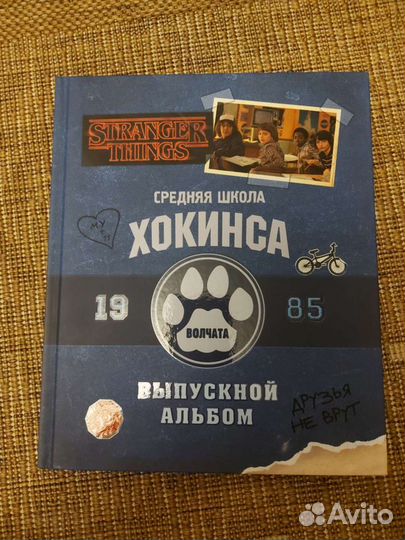 STRANGER
THINGS
СРЕДНЯЯ ШКОЛА
ХОКИНСА
19 85
ВОЛЧАТА
ВЫПУСКНОЙ
АЛЬБОМ
ДРУЗЬЯ
НЕ ВРУТ
Avito